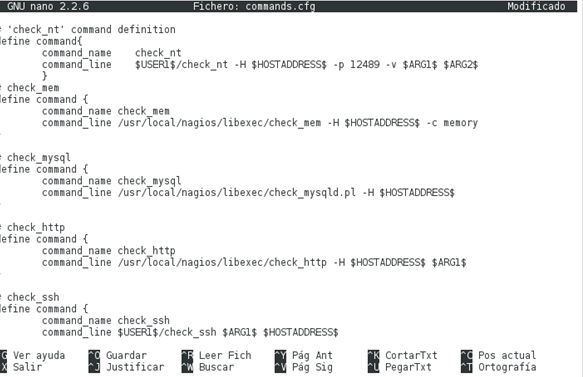 GNU nano 2.2.6 Fichero: commands.cfg Modificado
# 'check_nt' command definition
define command{
command_name check_nt
command_line $USER1$/check_nt -H $HOSTADDRESS$ -p 12489 -v $ARG1$ $ARG2$
}
# check_mem
define command {
command_name check_mem
command_line /usr/local/nagios/libexec/check_mem -H $HOSTADDRESS$ -c memory
}
# check_mysql
define command {
command_name check_mysql
command_line /usr/local/nagios/libexec/check_mysqld.pl -H $HOSTADDRESS$
}
# check_http
define command {
command_name check_http
command_line /usr/local/nagios/libexec/check_http -H $HOSTADDRESS$ $ARG1$
}
# check_ssh
define command {
command_name check_ssh
command_line $USER1$/check_ssh $ARG1$ $HOSTADDRESS$
G Ver ayuda ^O Guardar ^R Leer Fich ^Y Pág Ant ^K CortarTxt ^C Pos actual
X Salir ^J Justificar ^W Buscar ^V Pág Sig ^U PegarTxt ^T Ortografía